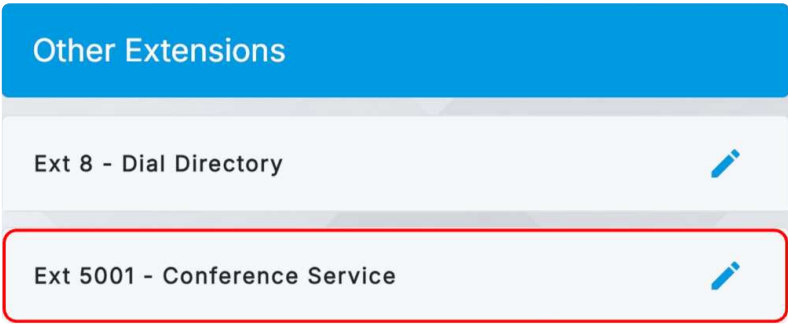 Other Extensions
Ext 8 - Dial Directory
Ext 5001 - Conference Service